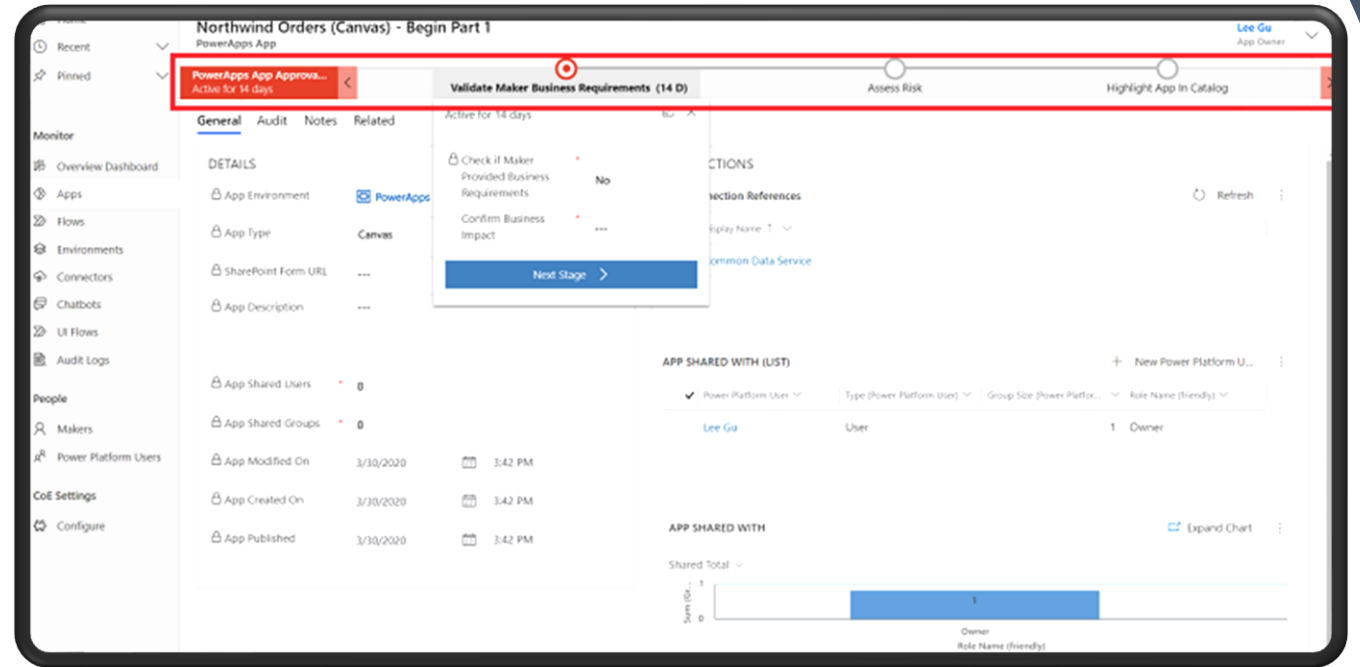 Northwind Orders (Canvas) - Begin Part 1
PowerApps App
Lee Gu
App Owner
Recent
Pinned
PowerApps App Approva...
Active for 14 days
Validate Maker Business Requirements (14 D)
Assess Risk
Highlight App In Catalog
General Audit Notes Related
Monitor
Overview Dashboard
Apps
Flows
Environments
Connectors
Chatbots
UI Flows
Audit Logs
People
Makers
Power Platform Users
CoE Settings
Configure
DETAILS
App Environment PowerApps
App Type Canvas
SharePoint Form URL ---
App Description ---
App Shared Users * 0
App Shared Groups * 0
App Modified On 3/30/2020 3:42 PM
App Created On 3/30/2020 3:42 PM
App Published 3/30/2020 3:42 PM
Active for 14 days
Check if Maker *
Provided Business No
Requirements
Confirm Business *
Impact ---
Next Stage
CTIONS
nection References
Refresh
isplay Name ↑
ommon Data Service
APP SHARED WITH (LIST)
+ New Power Platform U...
Power Platform User Type (Power Platform User) Group Size (Power Platfor... Role Name (friendly)
Lee Gu User 1 Owner
APP SHARED WITH
Expand Chart
Shared Total
Sum (Gr...
1
0
1
Owner
Role Name (friendly)